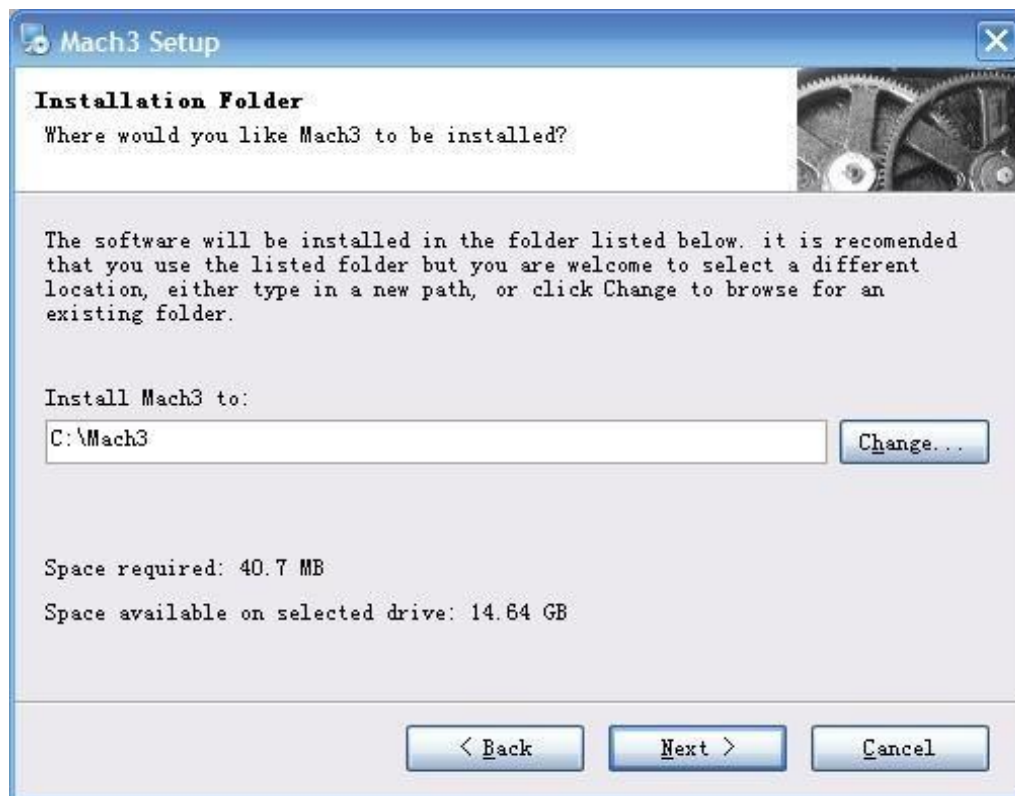 Mach3 Setup
Installation Folder
Where would you like Mach3 to be installed?
The software will be installed in the folder listed below. it is recomended
that you use the listed folder but you are welcome to select a different
location, either type in a new path, or click Change to browse for an
existing folder.
Install Mach3 to:
C:\Mach3
Change...
Space required: 40.7 MB
Space available on selected drive: 14.64 GB
< Back
Next >
Cancel